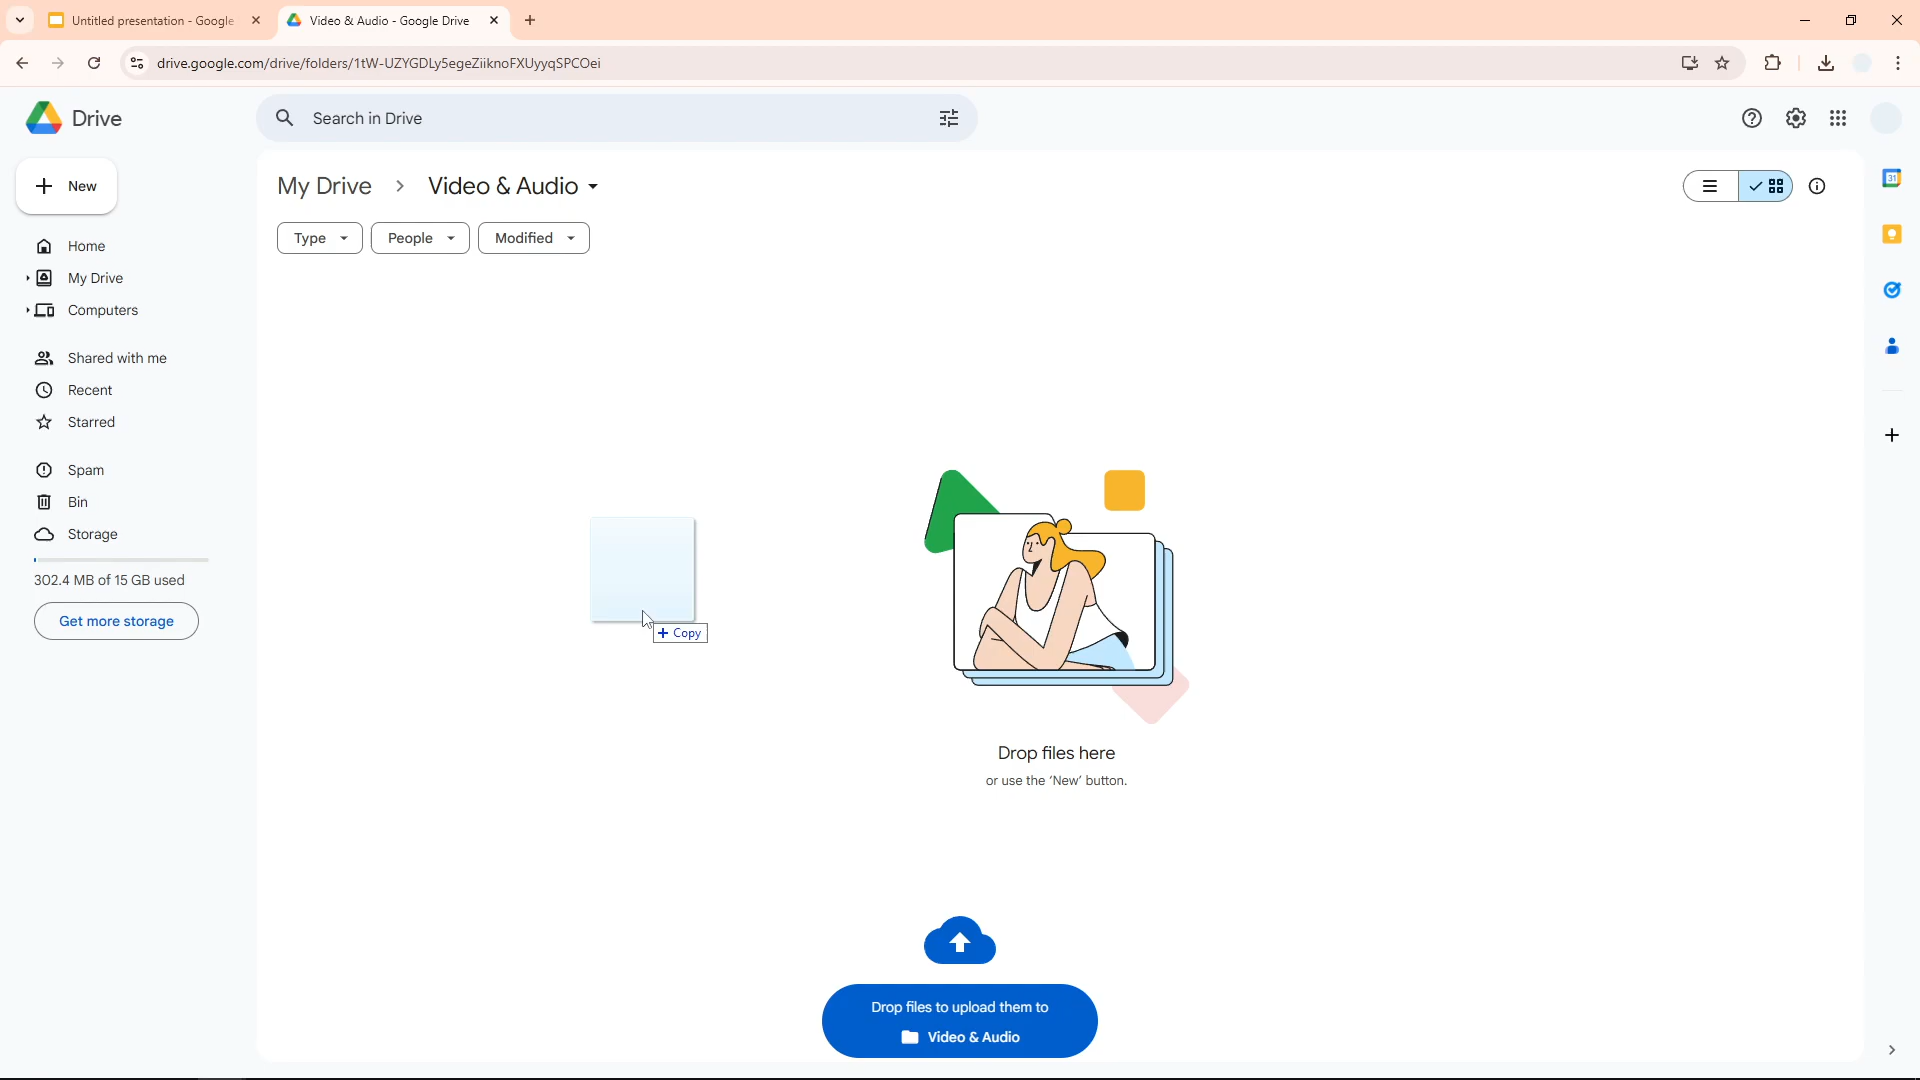 Untitled presentation - Google
Video & Audio - Google Drive
drive.google.com/drive/folders/1tW-UZYGDLy5egeZiiknoFXUyyqSPCOei
Drive
Search in Drive
New
My Drive
Video & Audio
Type
People
Modified
Home
My Drive
Computers
Shared with me
Recent
Starred
Spam
Bin
Storage
302.4 MB of 15 GB used
Get more storage
31
+ Copy
Drop files here
or use the 'New' button.
Drop files to upload them to
Video & Audio